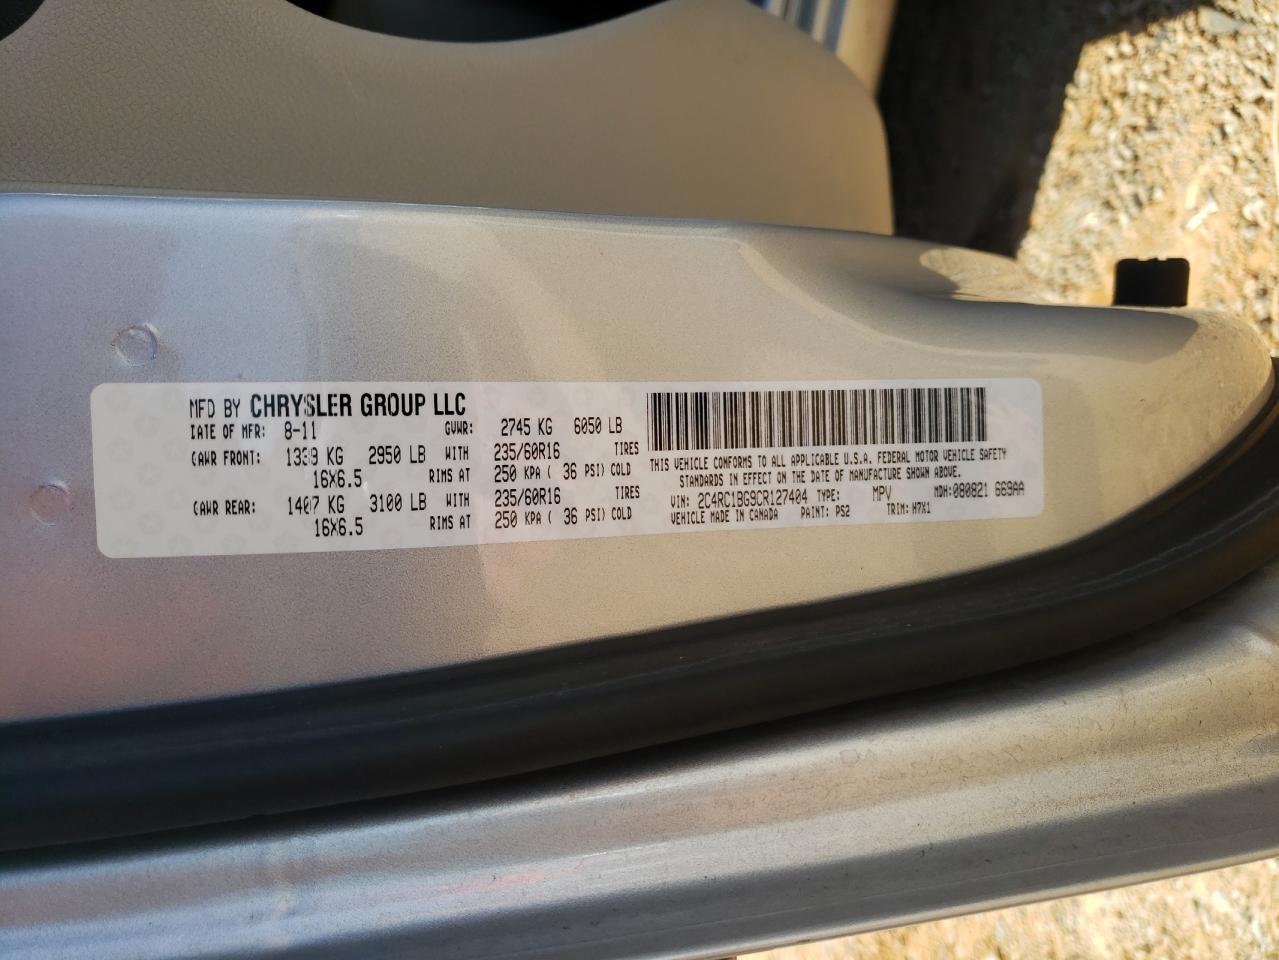 MFD BY CHRYSLER GROUP LLC
DATE OF MFR: 8-11 GVWR: 2745 KG 6050 LB
GAWR FRONT: 1339 KG 2950 LB WITH 235/60R16 TIRES
16X6.5 RIMS AT 250 KPA ( 36 PSI) COLD
GAWR REAR: 1407 KG 3100 LB WITH 235/60R16 TIRES
16X6.5 RIMS AT 250 KPA ( 36 PSI) COLD
THIS VEHICLE CONFORMS TO ALL APPLICABLE U.S.A. FEDERAL MOTOR VEHICLE SAFETY
STANDARDS IN EFFECT ON THE DATE OF MANUFACTURE SHOWN ABOVE.
VIN: 2C4RC1BG9CR127404 TYPE: MPV MDH:080821 669AA
VEHICLE MADE IN CANADA PAINT: PS2 TRIM: H7X1